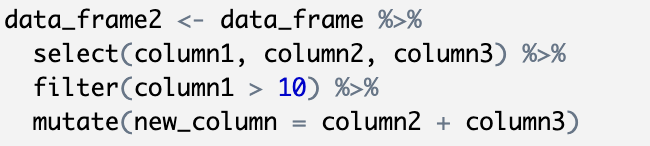 data_frame2 <- data_frame %>%
  select(column1, column2, column3) %>%
  filter(column1 > 10) %>%
  mutate(new_column = column2 + column3)